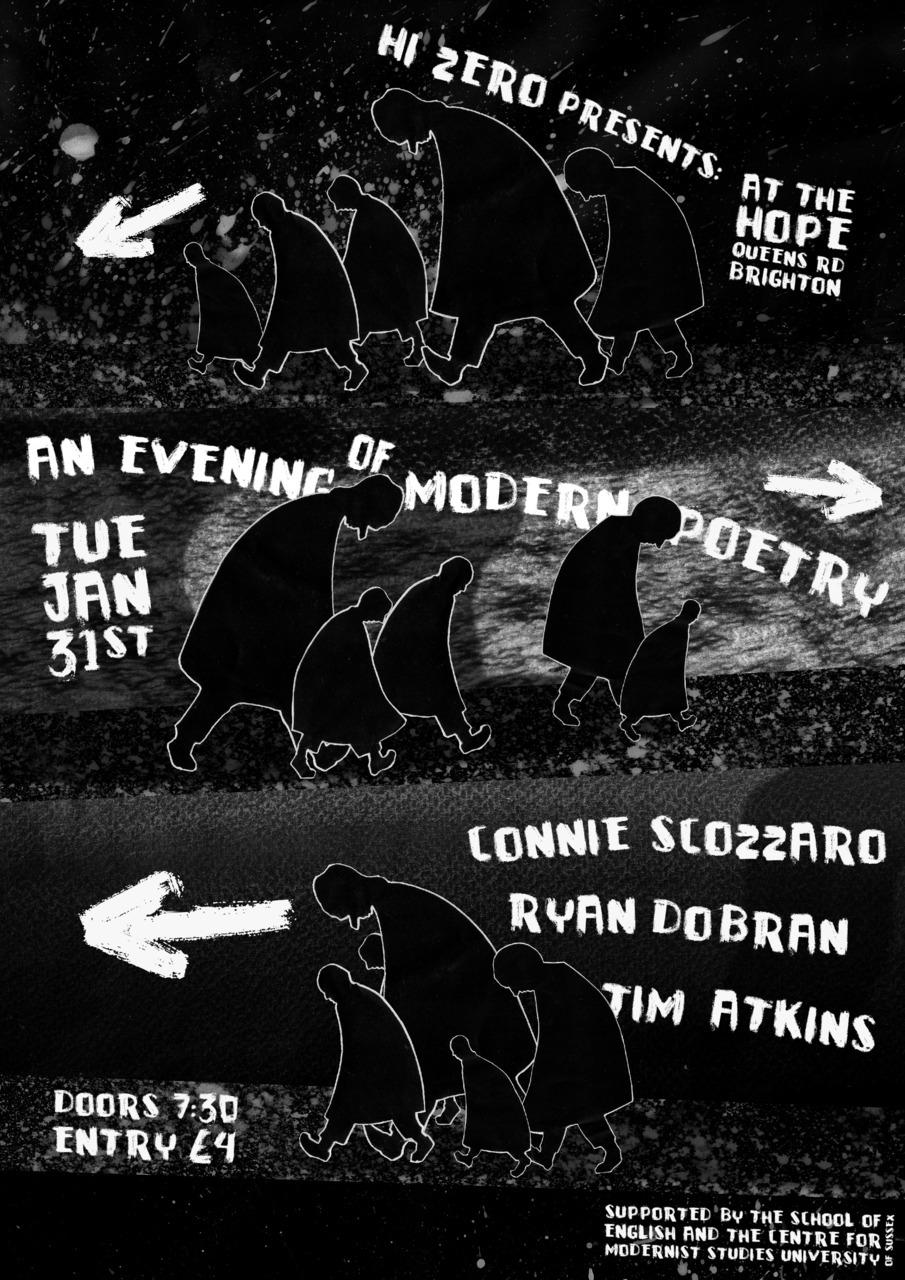 HI ZERO PRESENTS:
AT THE
HOPE
QUEENS RD
BRIGHTON
AN EVENING OF MODERN POETRY
TUE
JAN
31ST
CONNIE SCOZZARO
RYAN DOBRAN
TIM ATKINS
DOORS 7:30
ENTRY £4
SUPPORTED BY THE SCHOOL OF
ENGLISH AND THE CENTRE FOR
MODERNIST STUDIES UNIVERSITY
OF SUSSEX